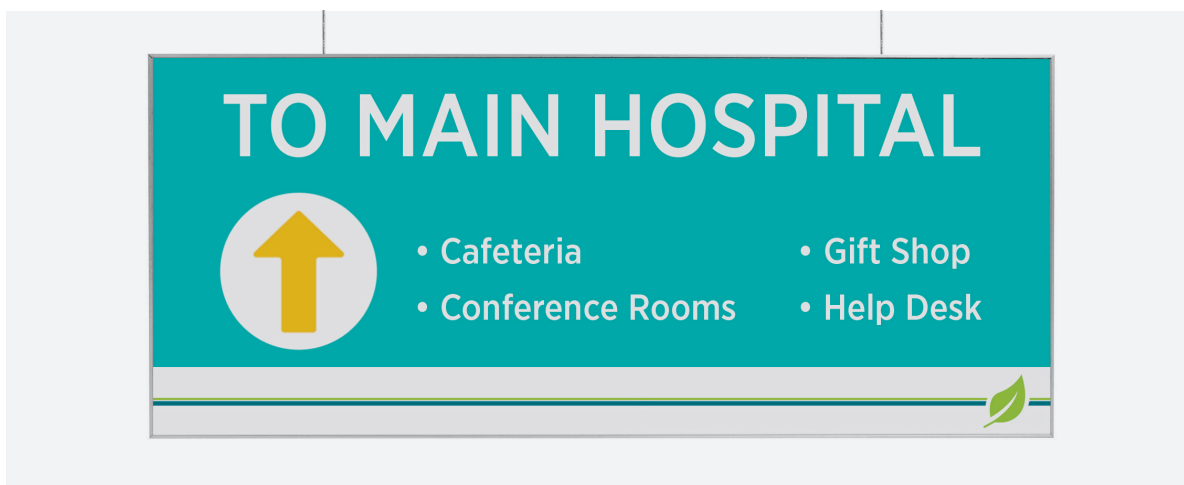 TO MAIN HOSPITAL
• Cafeteria
• Conference Rooms
• Gift Shop
• Help Desk